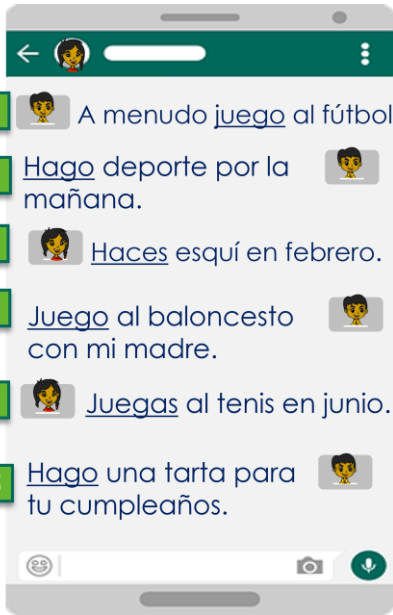 A menudo juego al fútbol
Hago deporte por la
mañana.
Haces esquí en febrero.
Juego al baloncesto
con mi madre.
Juegas al tenis en junio.
Hago una tarta para
tu cumpleaños.